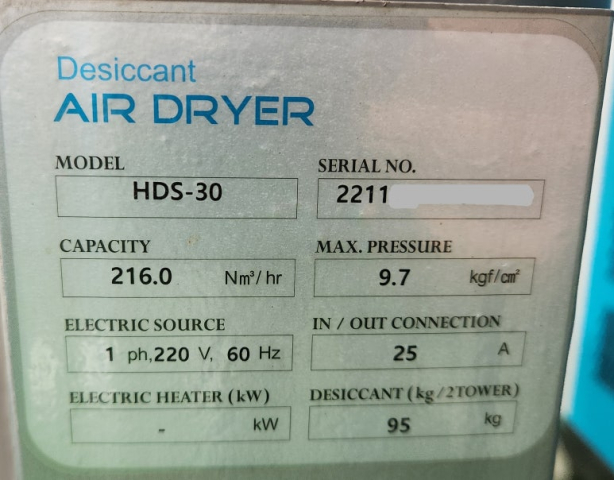 Desiccant
AIR DRYER
MODEL
HDS-30
SERIAL NO.
2211
CAPACITY
216.0 Nm³/hr
MAX. PRESSURE
9.7 kgf/㎠
ELECTRIC SOURCE
1 ph,220 V, 60 Hz
IN / OUT CONNECTION
25 A
ELECTRIC HEATER (kW)
- kW
DESICCANT (kg/2TOWER)
95 kg